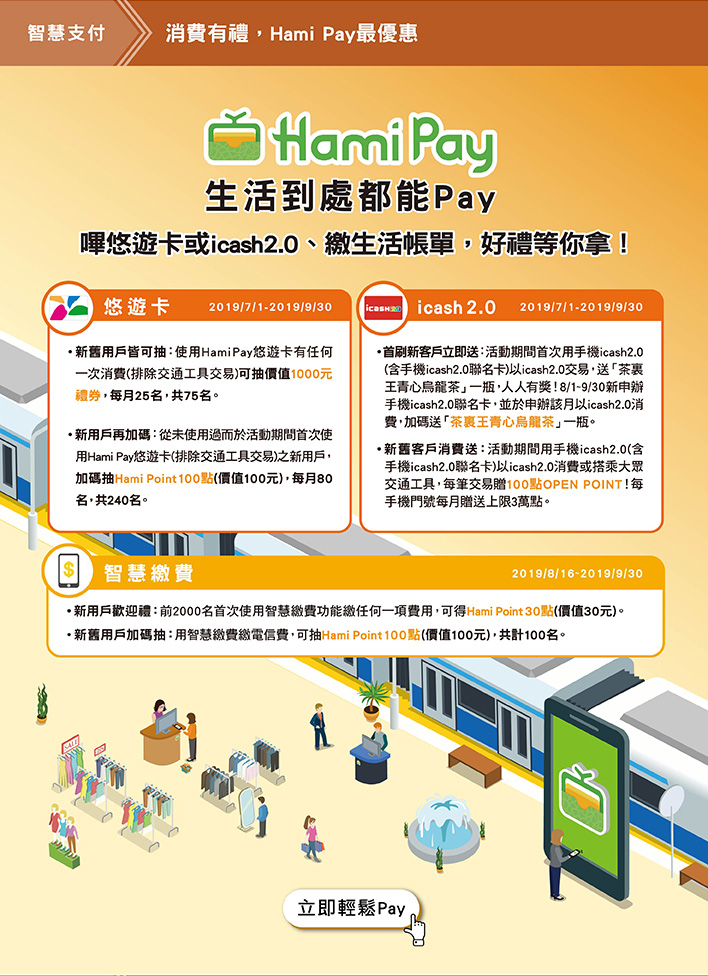 智慧支付
消費有禮，Hami Pay最優惠
Hami Pay
生活到處都能Pay
嗶悠遊卡或icash2.0、繳生活帳單，好禮等你拿！
悠遊卡 2019/7/1-2019/9/30
•新舊用戶皆可抽：使用HamiPay悠遊卡有任何
一次消費(排除交通工具交易)可抽價值1000元
禮券，每月25名，共75名。
•新用戶再加碼：從未使用過而於活動期間首次使
用Hami Pay悠遊卡(排除交通工具交易)之新用戶，
加碼抽Hami Point100點(價值100元)，每月80
名，共240名。
icash2.0
icash 2.0 2019/7/1-2019/9/30
•首刷新客戶立即送：活動期間首次用手機icash2.0
(含手機icash2.0聯名卡)以icash2.0交易，送「茶裏
王青心烏龍茶」一瓶，人人有獎！8/1~9/30新申辦
手機icash2.0聯名卡，並於申辦該月以icash2.0消
費，加碼送「茶裏王青心烏龍茶」一瓶。
•新舊客戶消費送：活動期間用手機icash2.0(含
手機icash2.0聯名卡)以icash2.0消費或搭乘大眾
交通工具，每筆交易贈100點OPEN POINT！每
手機門號每月贈送上限3萬點。
$
智慧繳費 2019/8/16-2019/9/30
•新用戶歡迎禮：前2000名首次使用智慧繳費功能繳任何一項費用，可得Hami Point30點(價值30元)。
•新舊用戶加碼抽：用智慧繳費繳電信費，可抽Hami Point100點(價值100元)，共計100名。
SALE
立即輕鬆Pay